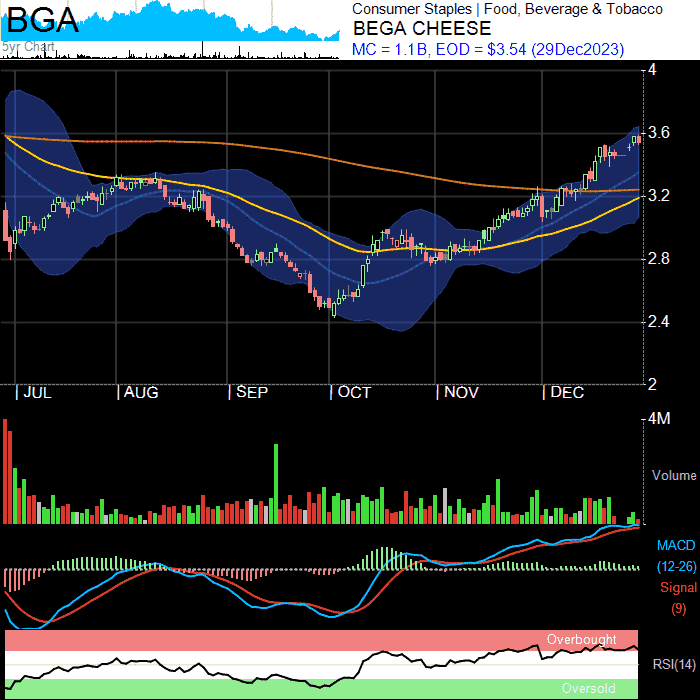 BGA
5yr Chart
Consumer Staples | Food, Beverage & Tobacco
BEGA CHEESE
MC = 1.1B, EOD = $3.54 (29Dec2023)
4
3.6
3.2
2.8
2.4
2
| JUL | AUG | SEP | OCT | NOV | DEC
4M
Volume
MACD
(12-26)
Signal
(9)
Overbought
RSI(14)
Oversold